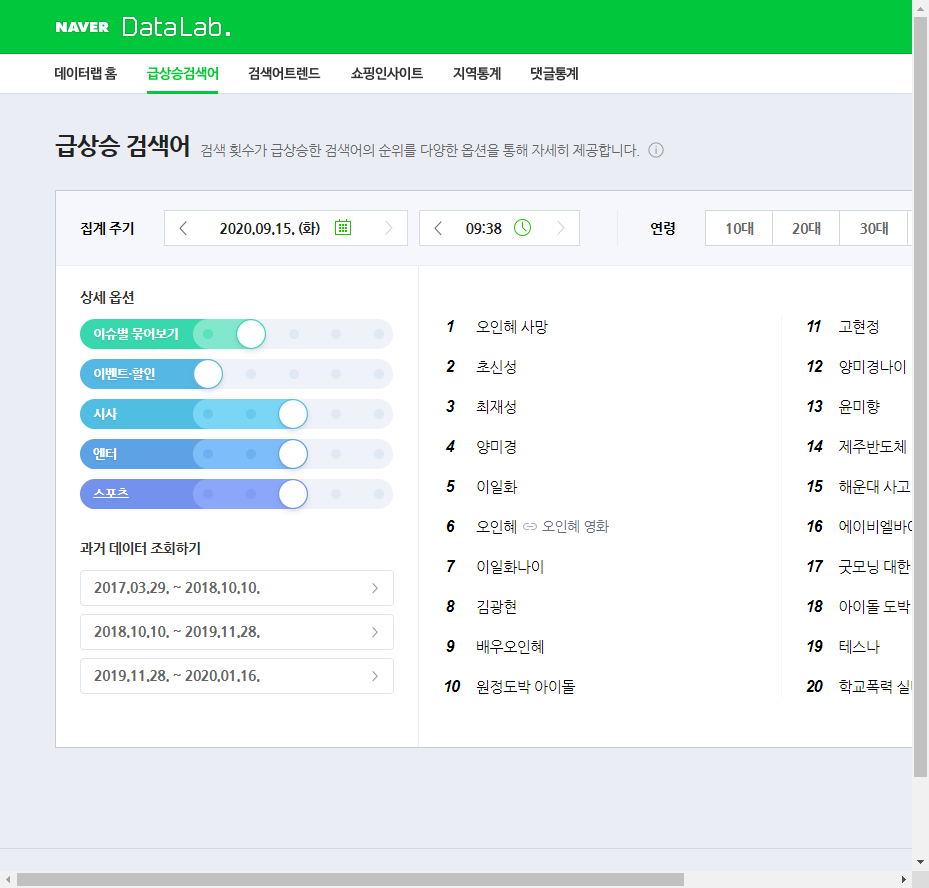 NAVER DataLab.
데이터랩 홈 급상승검색어 검색어트렌드 쇼핑인사이트 지역통계 댓글통계
급상승 검색어 검색 횟수가 급상승한 검색어의 순위를 다양한 옵션을 통해 자세히 제공합니다.
집계 주기 2020.09.15. (화) 09:38 연령 10대 20대 30대
상세 옵션
이슈별 묶어보기
이벤트·할인
시사
엔터
스포츠
과거 데이터 조회하기
2017.03.29. ~ 2018.10.10.
2018.10.10. ~ 2019.11.28.
2019.11.28. ~ 2020.01.16.
1 오인혜 사망
2 초신성
3 최재성
4 양미경
5 이일화
6 오인혜 오인혜 영화
7 이일화나이
8 김광현
9 배우오인혜
10 원정도박 아이돌
11 고현정
12 양미경나이
13 윤미향
14 제주반도체
15 해운대 사고
16 에이비엘바이
17 굿모닝 대한
18 아이돌 도박
19 테스나
20 학교폭력